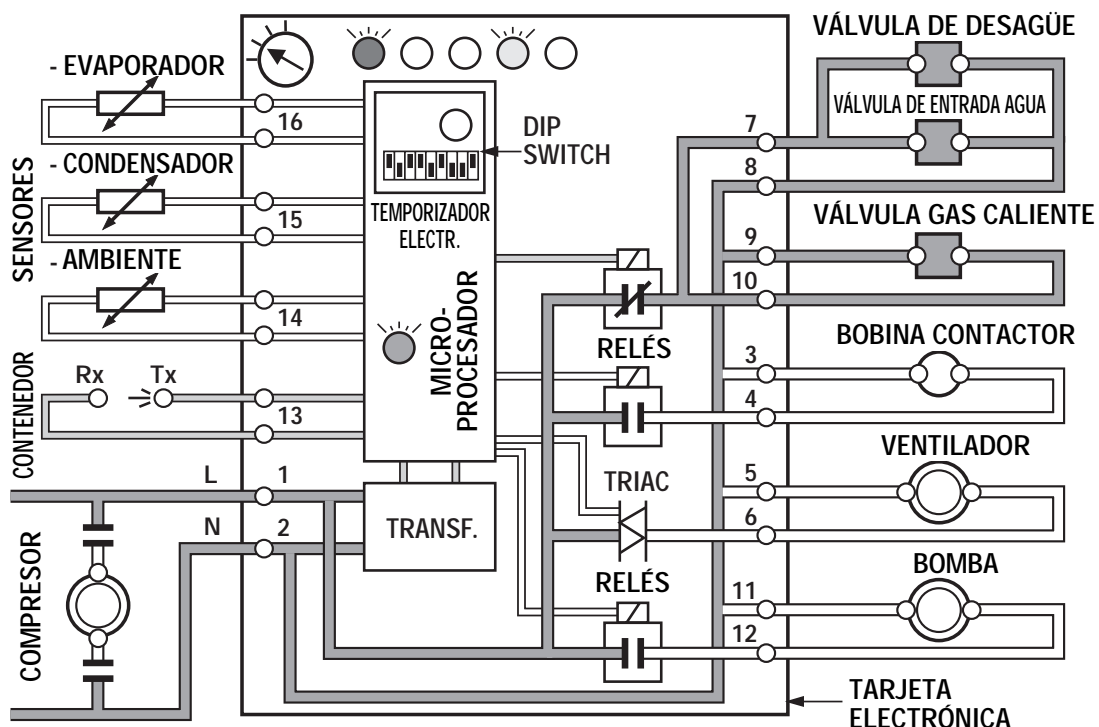 - EVAPORADOR
16
- CONDENSADOR
15
- AMBIENTE
14
SENSORES
CONTENEDOR
Rx
Tx
13
L
1
N
2
COMPRESOR
DIP
SWITCH
TEMPORIZADOR
ELECTR.
MICRO-
PROCESADOR
TRANSF.
RELÉS
TRIAC
RELÉS
VÁLVULA DE DESAGÜE
VÁLVULA DE ENTRADA AGUA
7
8
VÁLVULA GAS CALIENTE
9
10
BOBINA CONTACTOR
3
4
VENTILADOR
5
6
BOMBA
11
12
TARJETA
ELECTRÓNICA